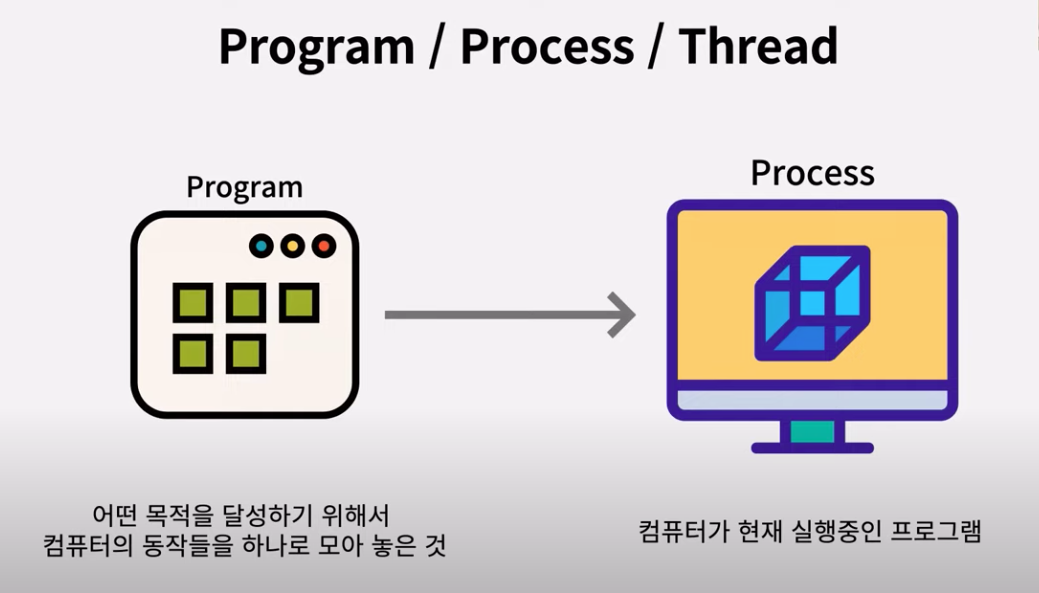 Program / Process / Thread
Program
Process
어떤 목적을 달성하기 위해서
컴퓨터의 동작들을 하나로 모아 놓은 것
컴퓨터가 현재 실행중인 프로그램